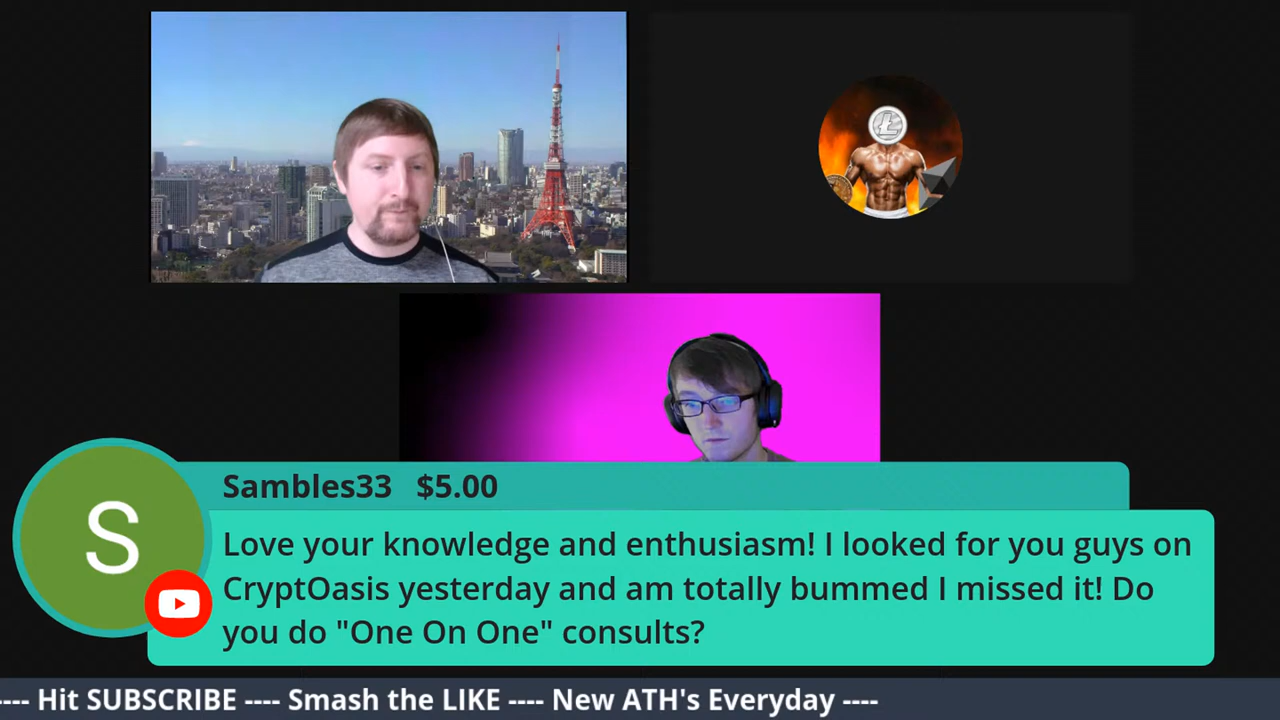 Sambles33 $5.00
S
Love your knowledge and enthusiasm! I looked for you guys on
CryptOasis yesterday and am totally bummed I missed it! Do
you do "One On One" consults?
---- Hit SUBSCRIBE ---- Smash the LIKE ---- New ATH's Everyday ----